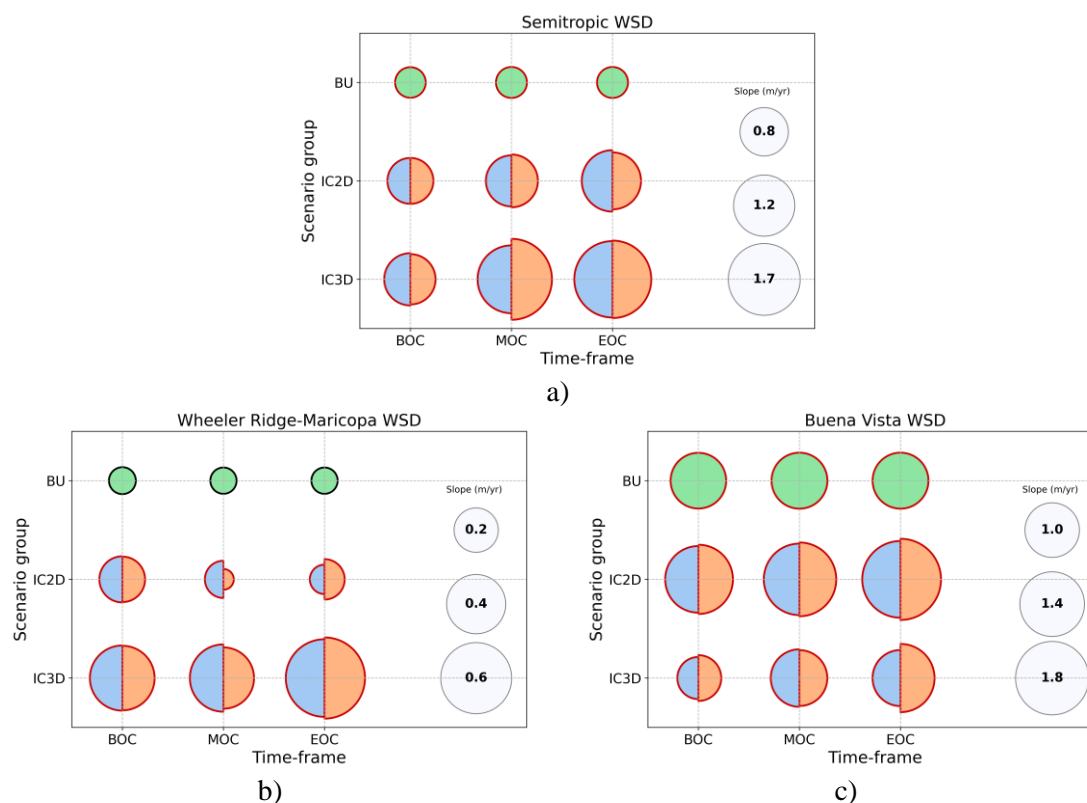 Semitropic WSD
Scenario group
BU
IC2D
IC3D
Slope (m/yr)
0.8
1.2
1.7
BOC MOC EOC
Time-frame
a)
Wheeler Ridge-Maricopa WSD
Scenario group
BU
IC2D
IC3D
Slope (m/yr)
0.2
0.4
0.6
BOC MOC EOC
Time-frame
b)
Buena Vista WSD
Scenario group
BU
IC2D
IC3D
Slope (m/yr)
1.0
1.4
1.8
BOC MOC EOC
Time-frame
c)